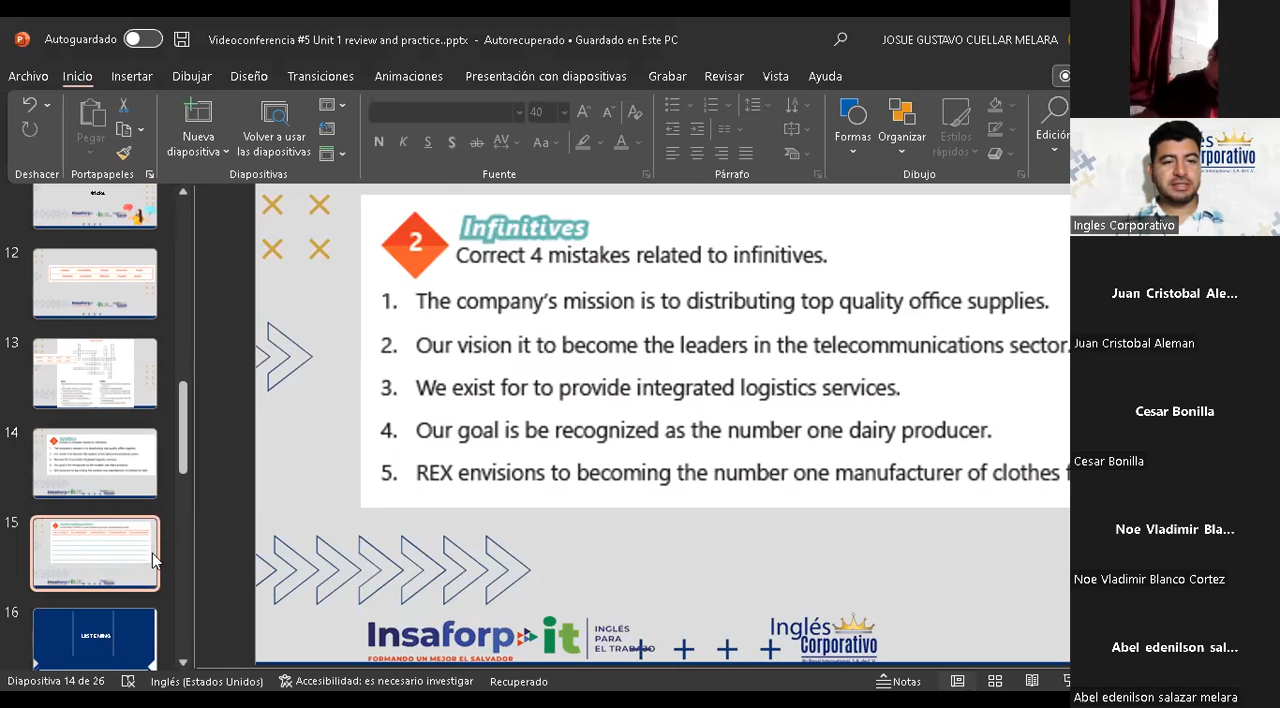 Autoguardado
Videoconferencia #5 Unit 1 review and practice..pptx - Autorecuperado • Guardado en Este PC
JOSUE GUSTAVO CUELLAR MELARA
Archivo Inicio Insertar Dibujar Diseño Transiciones Animaciones Presentación con diapositivas Grabar Revisar Vista Ayuda
Pegar
Nueva diapositiva
Volver a usar las diapositivas
40
N K S S ab AV Aa A
Formas
Organizar
Estilos rápidos
Edición
Deshacer Portapapeles Diapositivas Fuente Párrafo Dibujo
12
13
14
15
16
LISTENING
2
Infinitives
Correct 4 mistakes related to infinitives.
1. The company's mission is to distributing top quality office supplies.
2. Our vision it to become the leaders in the telecommunications sector.
3. We exist for to provide integrated logistics services.
4. Our goal is be recognized as the number one dairy producer.
5. REX envisions to becoming the number one manufacturer of clothes
Insaforp it
INGLÉS
PARA
EL TRABAJO
FORMANDO UN MEJOR EL SALVADOR
Inglés
Corporativo
Diapositiva 14 de 26
Inglés (Estados Unidos)
Accesibilidad: es necesario investigar
Recuperado
Notas
Ingles Corporativo
Juan Cristobal Ale...
Juan Cristobal Aleman
Cesar Bonilla
Cesar Bonilla
Noe Vladimir Bla...
Noe Vladimir Blanco Cortez
Abel edenilson sal...
Abel edenilson salazar melara